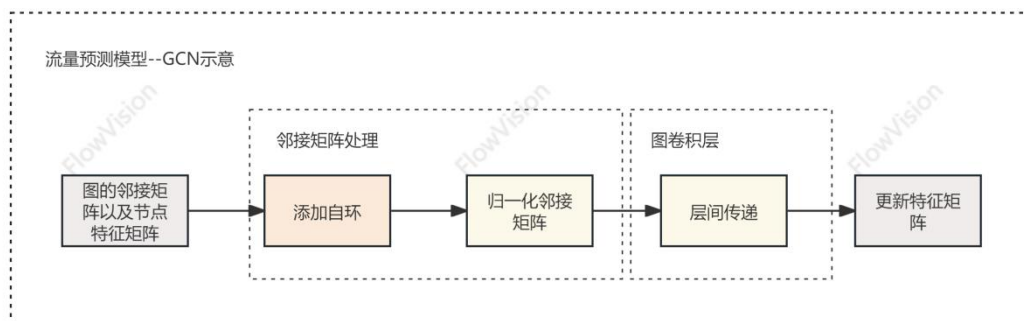 流量预测模型--GCN示意
邻接矩阵处理
图卷积层
图的邻接矩
阵以及节点
特征矩阵
添加自环
归一化邻接
矩阵
层间传递
更新特征矩
阵
FlowVision
FlowVision
FlowVision